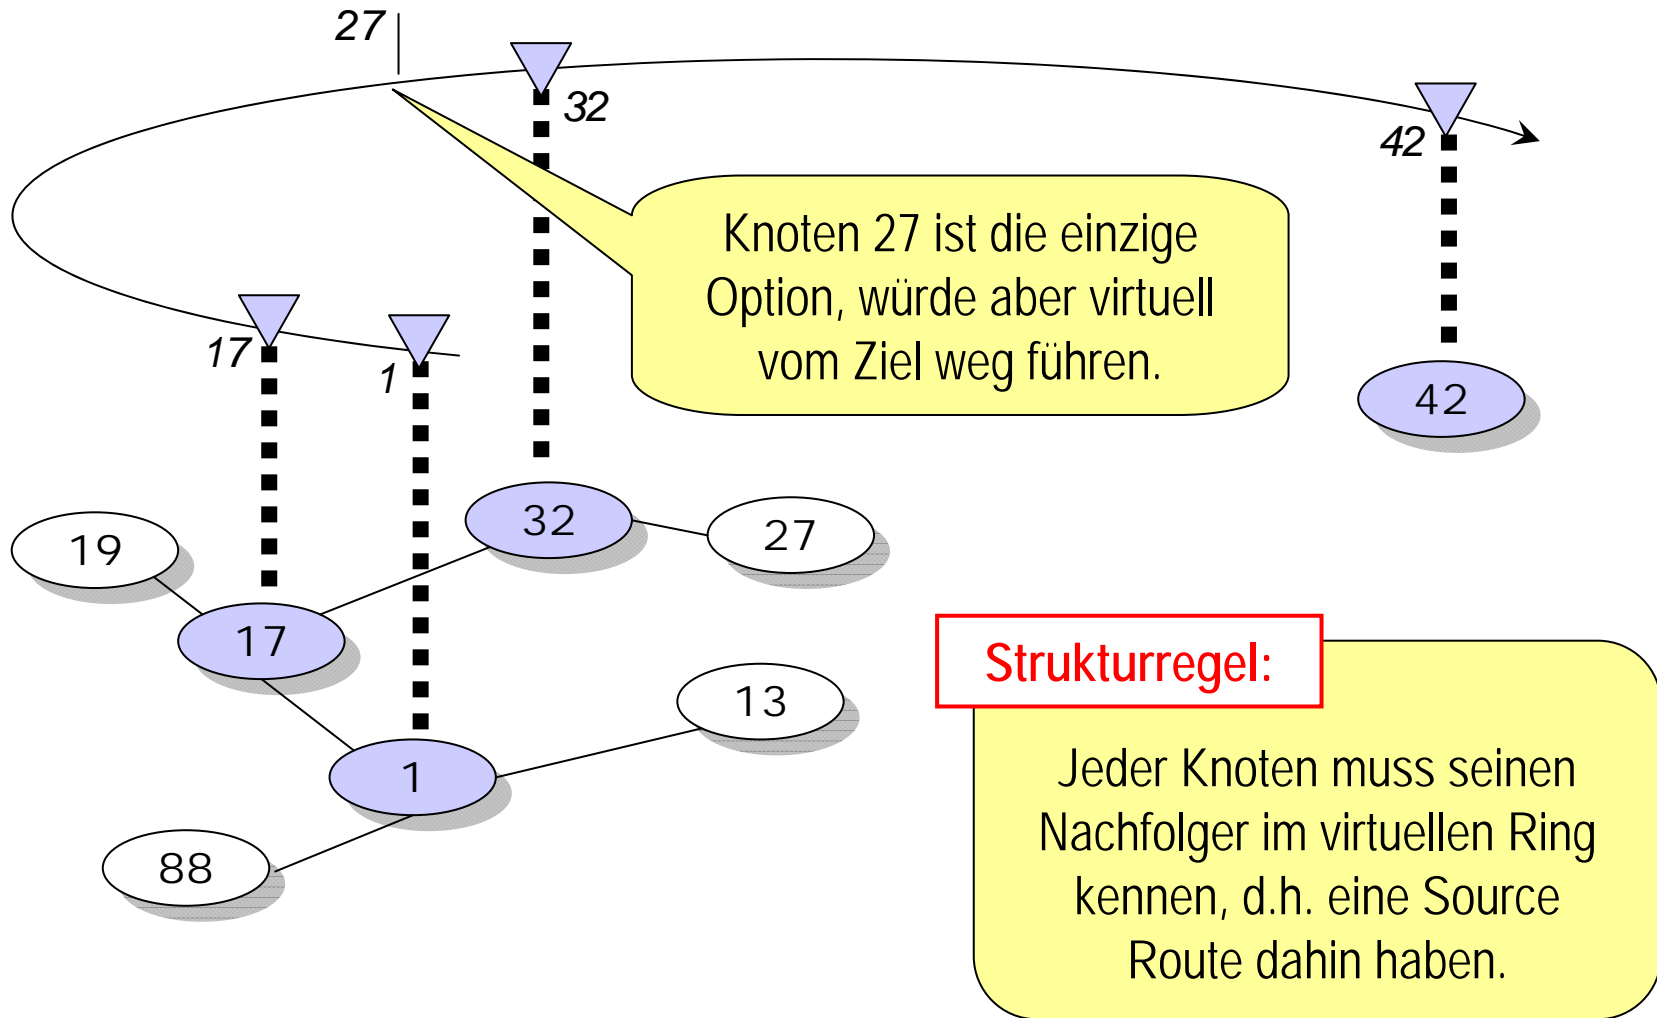 27
32
42
Knoten 27 ist die einzige
Option, würde aber virtuell
vom Ziel weg führen.
17
1
42
32
27
19
17
13
1
88
Strukturregel:
Jeder Knoten muss seinen
Nachfolger im virtuellen Ring
kennen, d.h. eine Source
Route dahin haben.